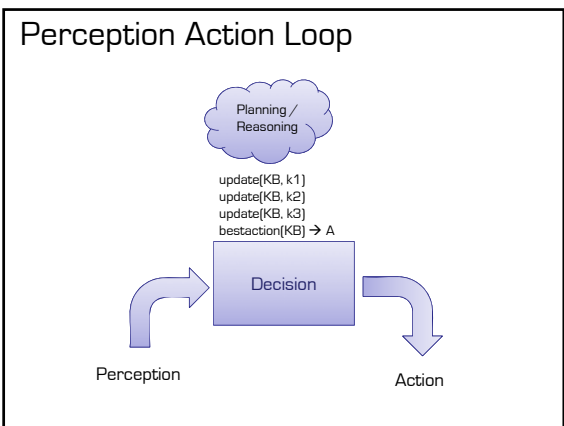 Perception Action Loop
Planning /
Reasoning
update(KB, k1)
update(KB, k2)
update(KB, k3)
bestaction(KB) → A
Decision
Perception
Action